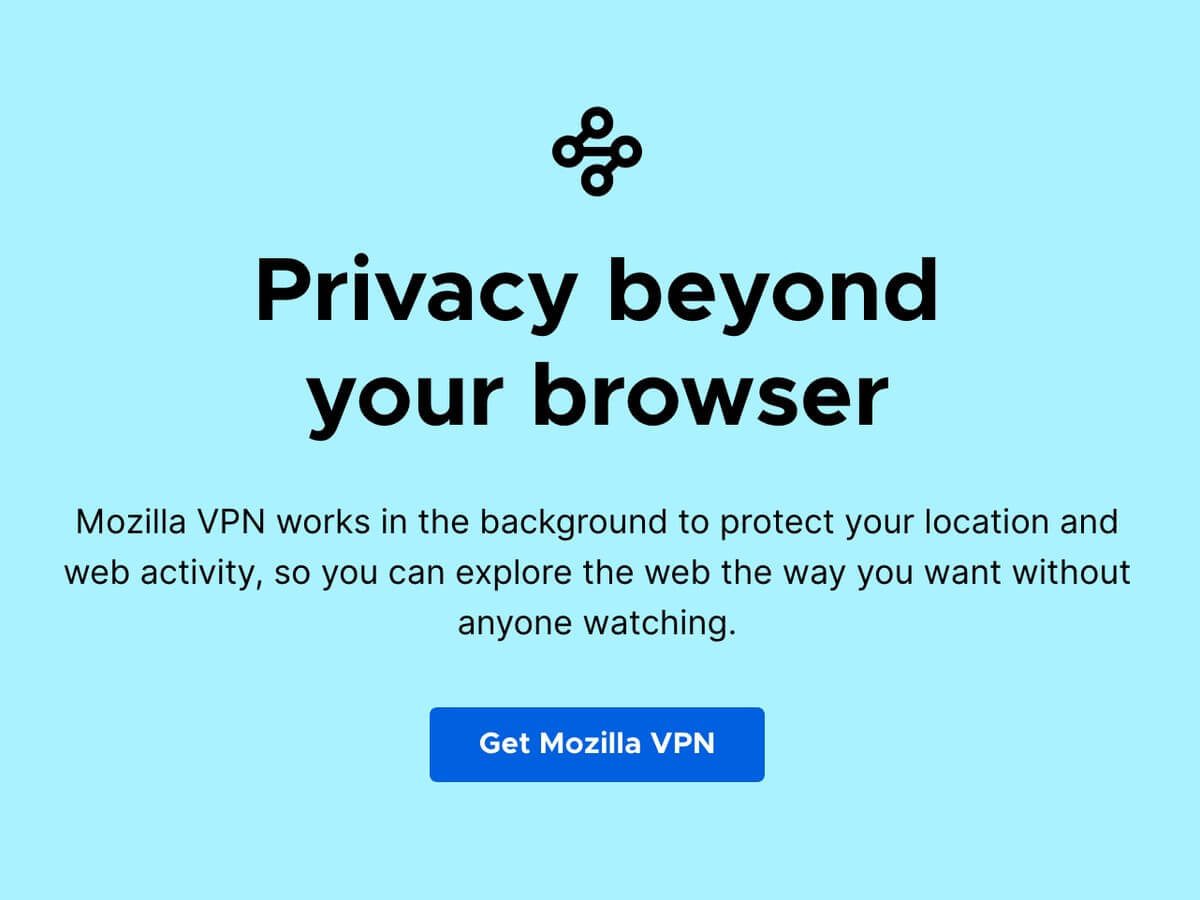 Privacy beyond
your browser
Mozilla VPN works in the background to protect your location and
web activity, so you can explore the web the way you want without
anyone watching.
Get Mozilla VPN